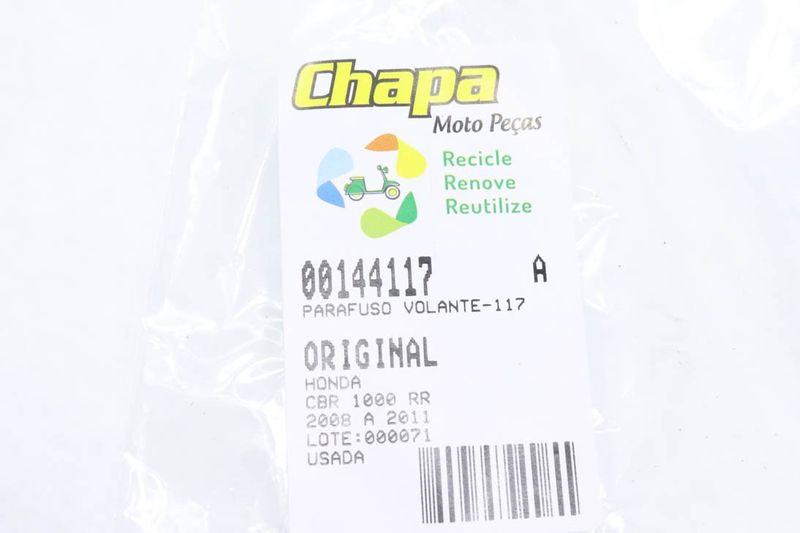 Chapa
Moto Peças
Recicle
Renove
Reutilize
00144117 A
PARAFUSO VOLANTE-117
ORIGINAL
HONDA
CBR 1000 RR
2008 A 2011
LOTE:000071
USADA